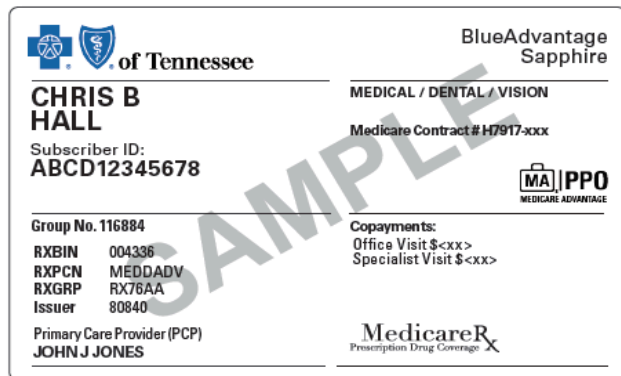 of Tennessee
BlueAdvantage
Sapphire
CHRIS B
HALL
Subscriber ID:
ABCD12345678
MEDICAL / DENTAL / VISION
Medicare Contract # H7917-xxx
MA PPO
MEDICARE ADVANTAGE
SAMPLE
Group No. 116884
RXBIN 004336
RXPCN MEDDADV
RXGRP RX76AA
Issuer 80840
Primary Care Provider (PCP)
JOHN J JONES
Copayments:
Office Visit $<xx>
Specialist Visit $<xx>
MedicareRx
Prescription Drug Coverage